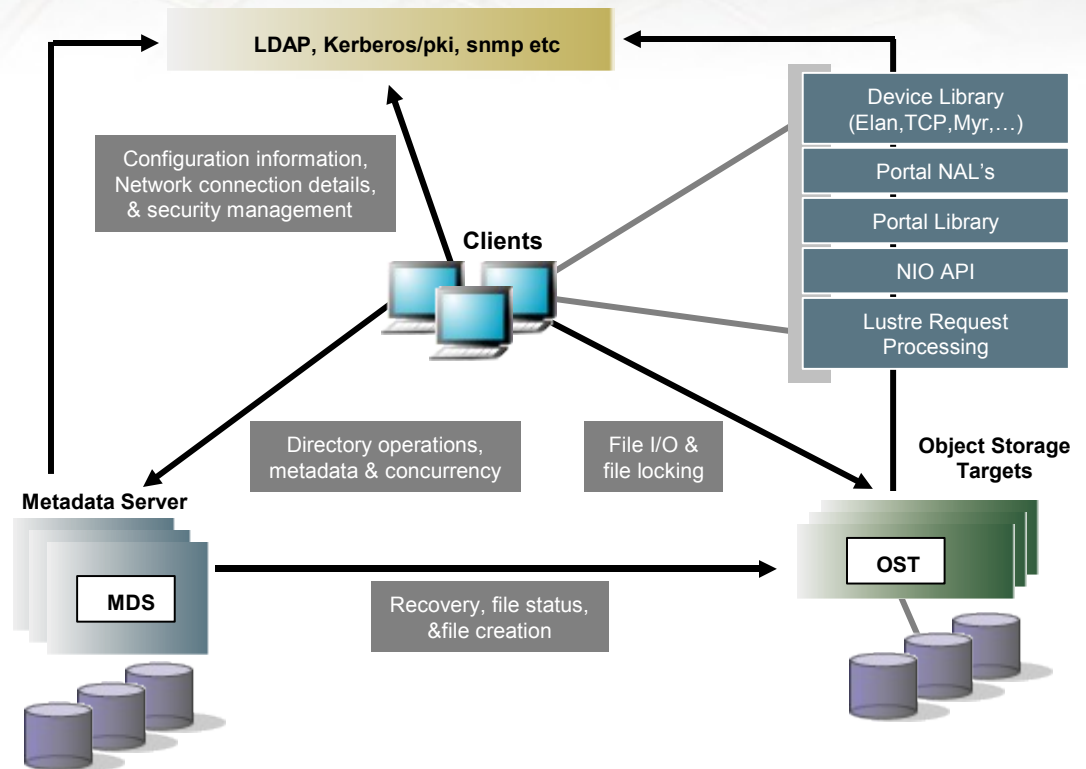 LDAP, Kerberos/pki, snmp etc
Device Library
(Elan,TCP,Myr,…)
Portal NAL's
Portal Library
NIO API
Lustre Request
Processing
Configuration information,
Network connection details,
& security management
Clients
Directory operations,
metadata & concurrency
File I/O &
file locking
Object Storage
Targets
Metadata Server
MDS
OST
Recovery, file status,
&file creation